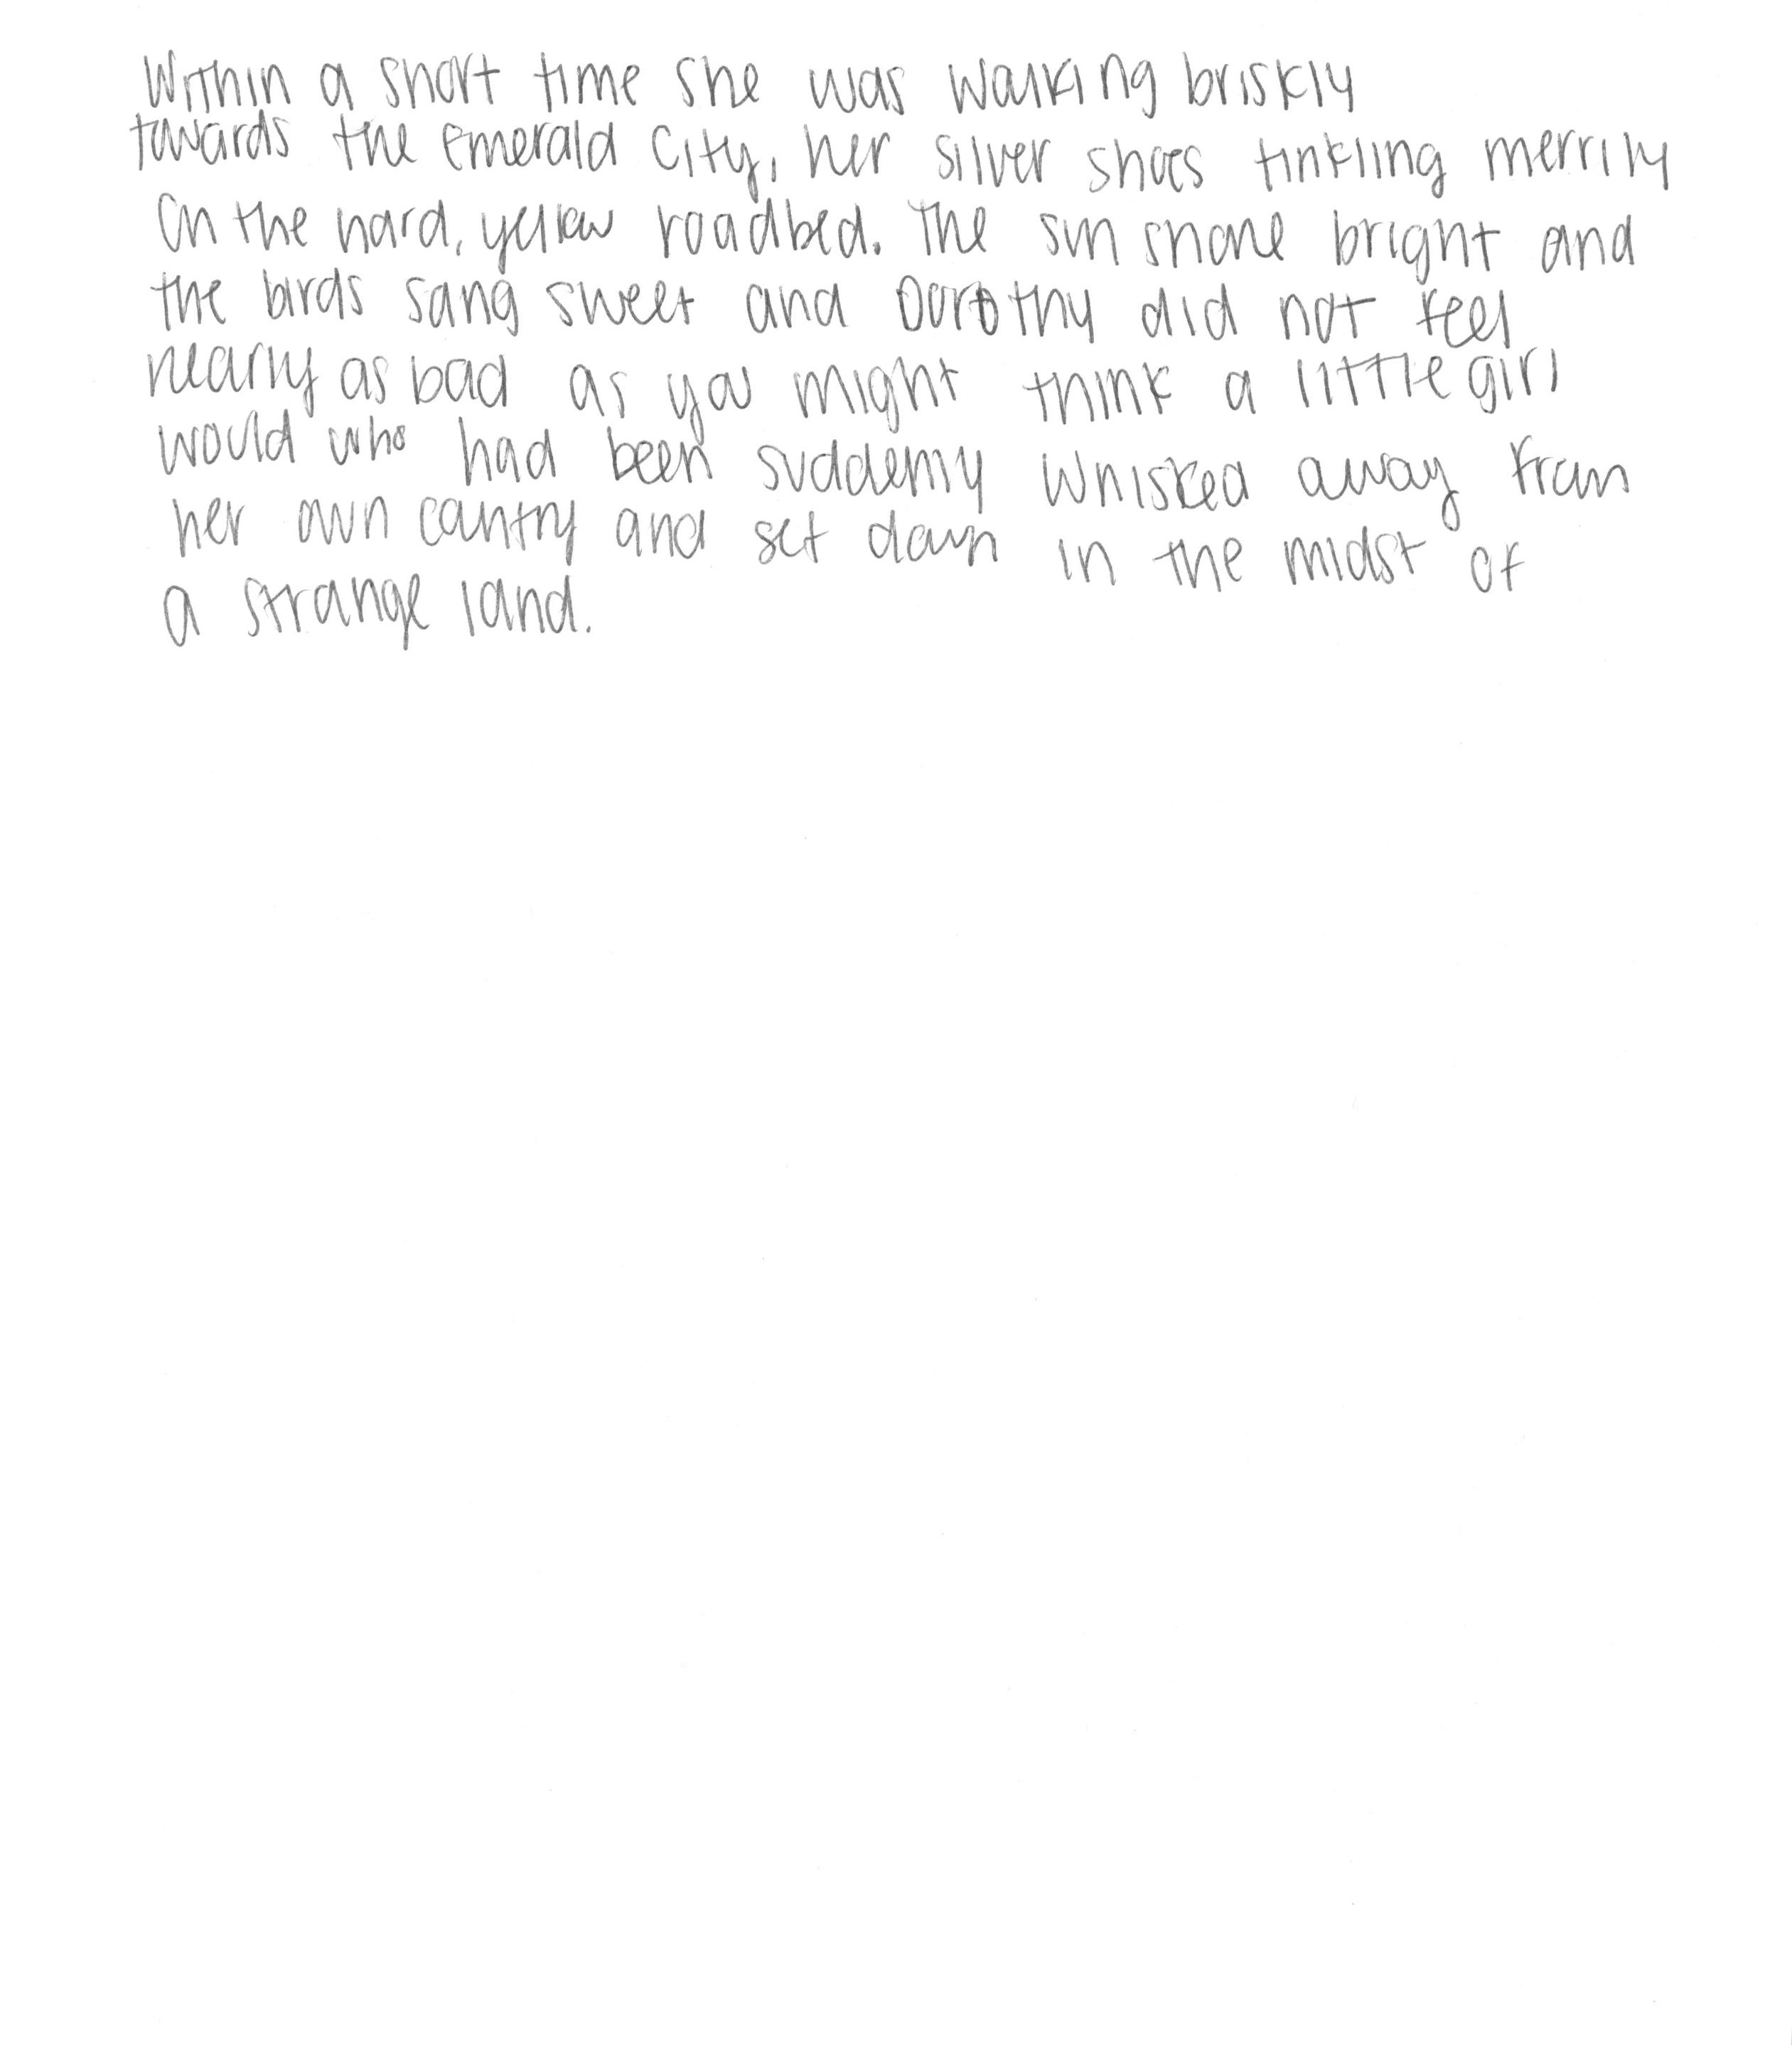 Within a short time she was walking briskly
towards the Emerald City, her silver shoes tinkling merrily
on the hard, yellow roadbed. The sun shone bright and
the birds sang sweet and Dorothy did not feel
nearly as bad as you might think a little girl
would who had been suddenly whisked away from
her own country and set down in the midst of
a strange land.